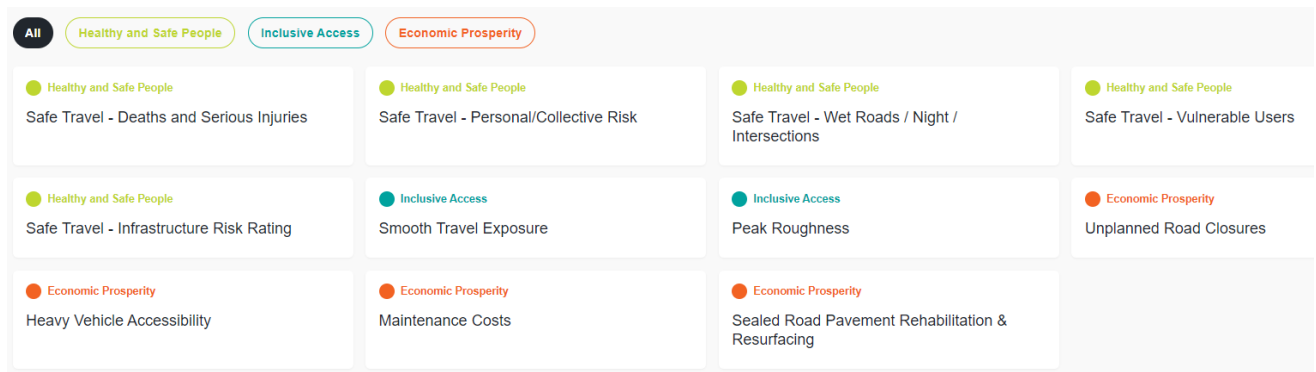 All
Healthy and Safe People
Inclusive Access
Economic Prosperity
Healthy and Safe People
Safe Travel - Deaths and Serious Injuries
Healthy and Safe People
Safe Travel - Personal/Collective Risk
Healthy and Safe People
Safe Travel - Wet Roads / Night /
Intersections
Healthy and Safe People
Safe Travel - Vulnerable Users
Healthy and Safe People
Safe Travel - Infrastructure Risk Rating
Inclusive Access
Smooth Travel Exposure
Inclusive Access
Peak Roughness
Economic Prosperity
Unplanned Road Closures
Economic Prosperity
Heavy Vehicle Accessibility
Economic Prosperity
Maintenance Costs
Economic Prosperity
Sealed Road Pavement Rehabilitation &
Resurfacing